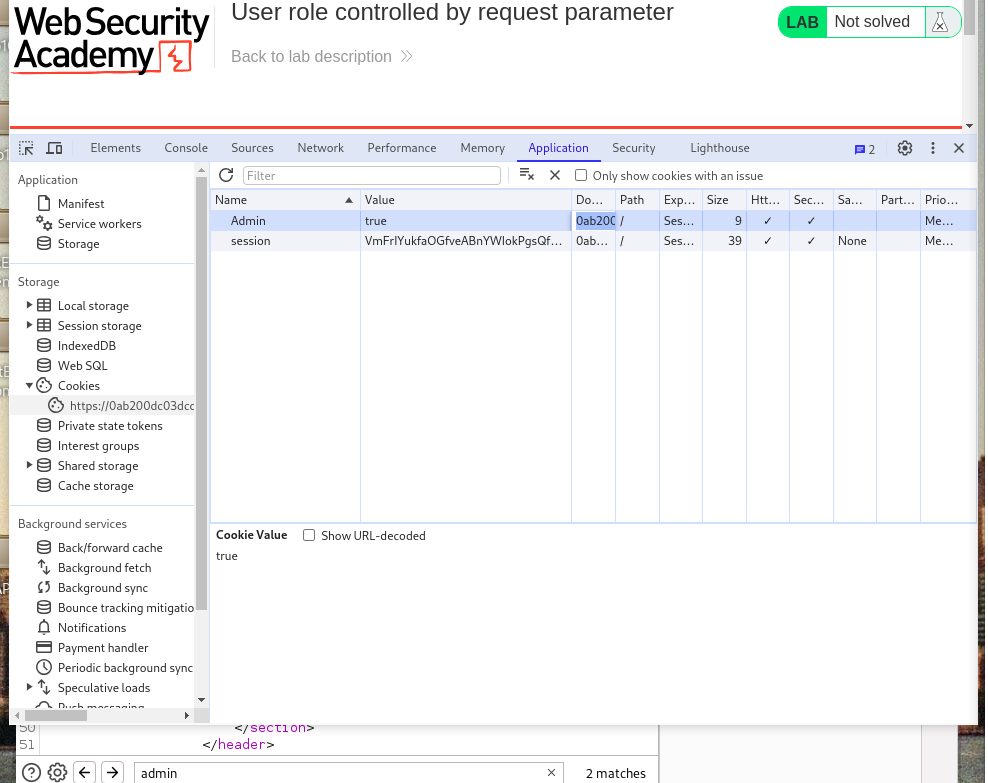 Web Security
Academy
User role controlled by request parameter
Back to lab description
LAB Not solved
Elements Console Sources Network Performance Memory Application Security Lighthouse 2
Application
Manifest
Service workers
Storage
Storage
Local storage
Session storage
IndexedDB
Web SQL
Cookies
https://0ab200dc03dcc
Private state tokens
Interest groups
Shared storage
Cache storage
Background services
Back/forward cache
Background fetch
Background sync
Bounce tracking mitigatio
Notifications
Payment handler
Periodic background sync
Speculative loads
Push messaging
Filter Only show cookies with an issue
Name Value Do... Path Exp... Size Htt... Sec... Sa... Part... Prio...
Admin true 0ab200 / Ses... 9 ✓ ✓ Me...
session VmFrIYukfaOGfveABnYWlokPgsQf... 0ab... / Ses... 39 ✓ ✓ None Me...
Cookie Value Show URL-decoded
true
50 </section>
51 </header>
admin 2 matches